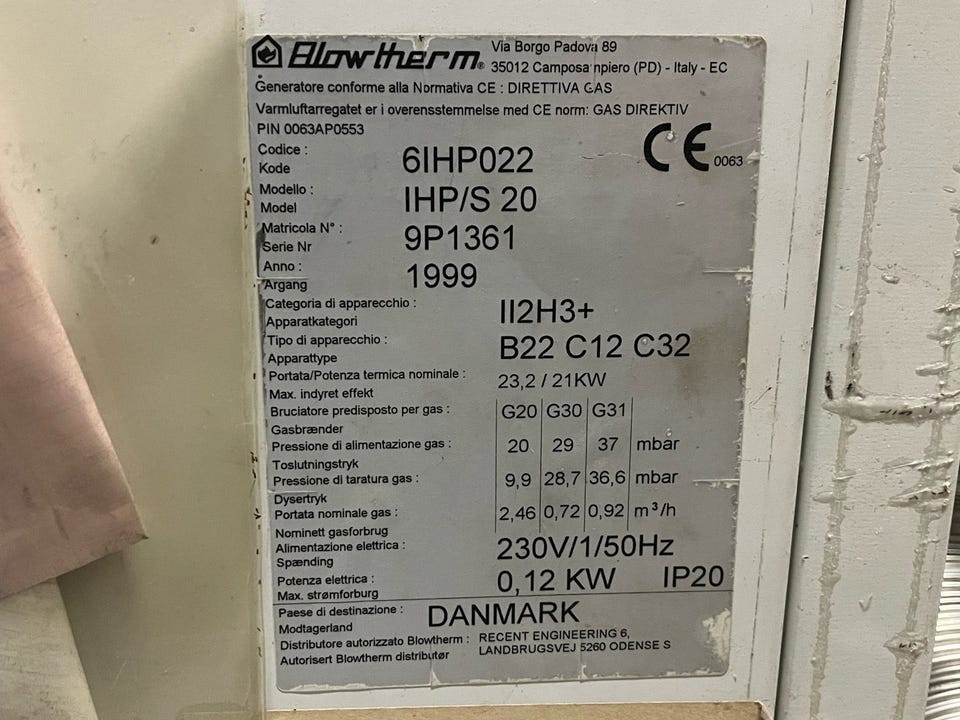 Blowtherm® Via Borgo Padova 89
35012 Camposampiero (PD) - Italy - EC
Generatore conforme alla Normativa CE : DIRETTIVA GAS
Varmluftarregatet er i overensstemmelse med CE norm: GAS DIREKTIV
PIN 0063AP0553
CE 0063
Codice :
Kode
6IHP022
Modello :
Model
IHP/S 20
Matricola N° :
Serie Nr
9P1361
Anno :
Argang
1999
Categoria di apparecchio :
Apparatkategori
II2H3+
Tipo di apparecchio :
Apparattype
B22 C12 C32
Portata/Potenza termica nominale :
Max. indyret effekt
23,2 / 21KW
Bruciatore predisposto per gas :
Gasbrænder
G20 G30 G31
Pressione di alimentazione gas :
Toslutningstryk
20 29 37 mbar
Pressione di taratura gas :
Dysertryk
9,9 28,7 36,6 mbar
Portata nominale gas :
Nominett gasforbrug
2,46 0,72 0,92 m³/h
Alimentazione elettrica :
Spænding
230V/1/50Hz
Potenza elettrica :
Max. strømforburg
0,12 KW IP20
Paese di destinazione :
Modtagerland
DANMARK
Distributore autorizzato Blowtherm :
Autorisert Blowtherm distributør
RECENT ENGINEERING 6,
LANDBRUGSVEJ 5260 ODENSE S